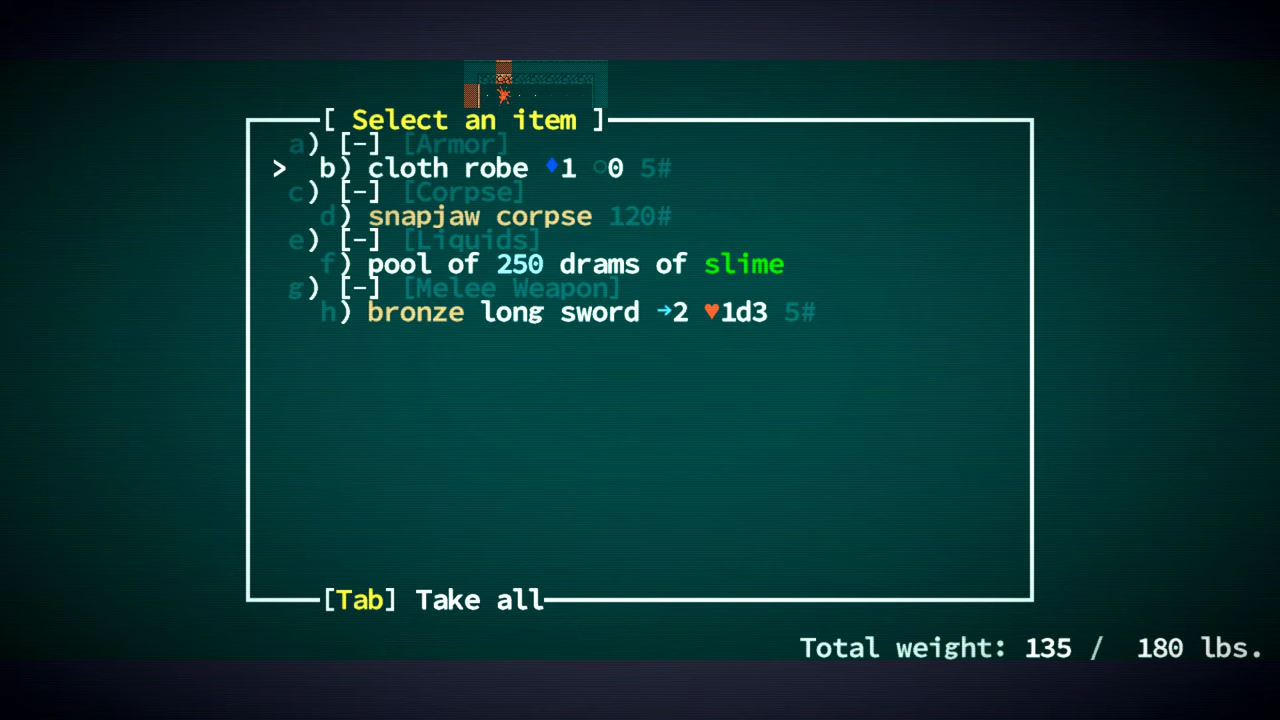 [ Select an item ]
a) [-] [Armor]
> b) cloth robe ♦1 ○0 5#
c) [-] [Corpse]
d) snapjaw corpse 120#
e) [-] [Liquids]
f) pool of 250 drams of slime
g) [-] [Melee Weapon]
h) bronze long sword →2 ♥1d3 5#
[Tab] Take all
Total weight: 135 / 180 lbs.